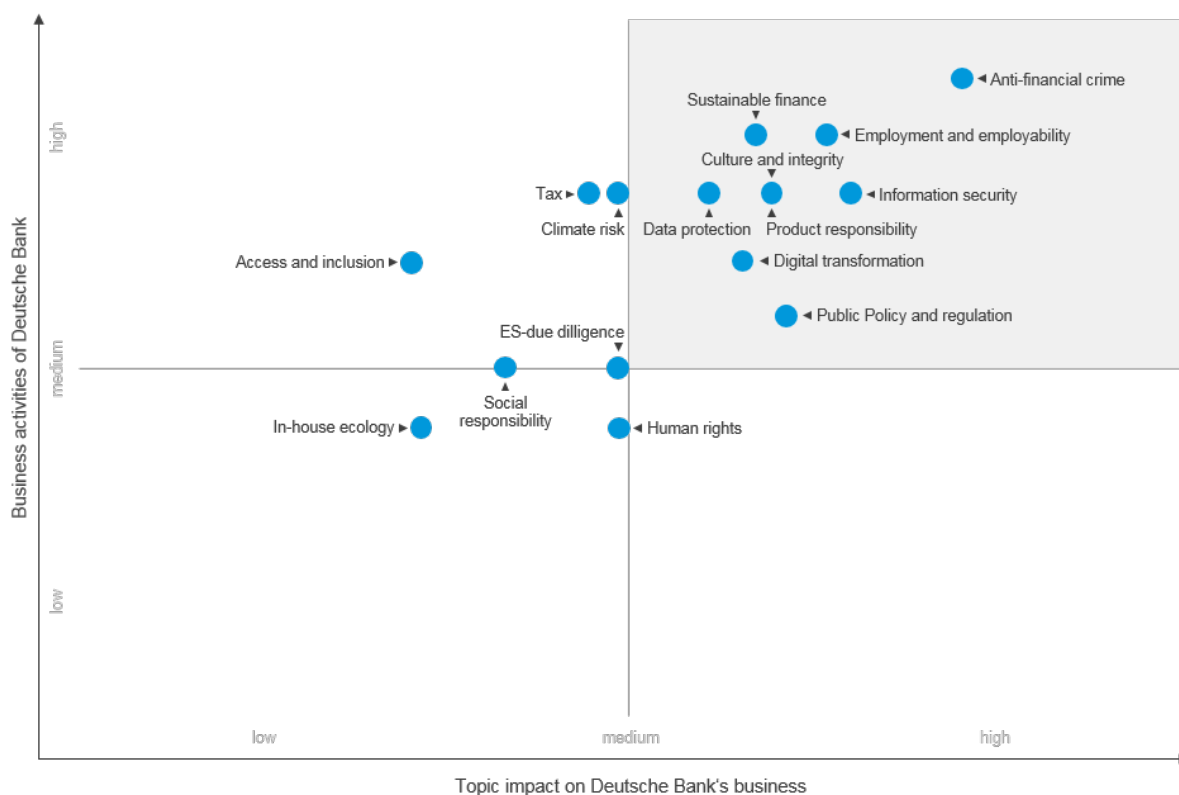 Business activities of Deutsche Bank
high
medium
low
Anti-financial crime
Sustainable finance
Employment and employability
Culture and integrity
Tax
Information security
Climate risk
Data protection
Product responsibility
Access and inclusion
Digital transformation
Public Policy and regulation
ES-due dilligence
Social
responsibility
In-house ecology
Human rights
low
medium
high
Topic impact on Deutsche Bank's business